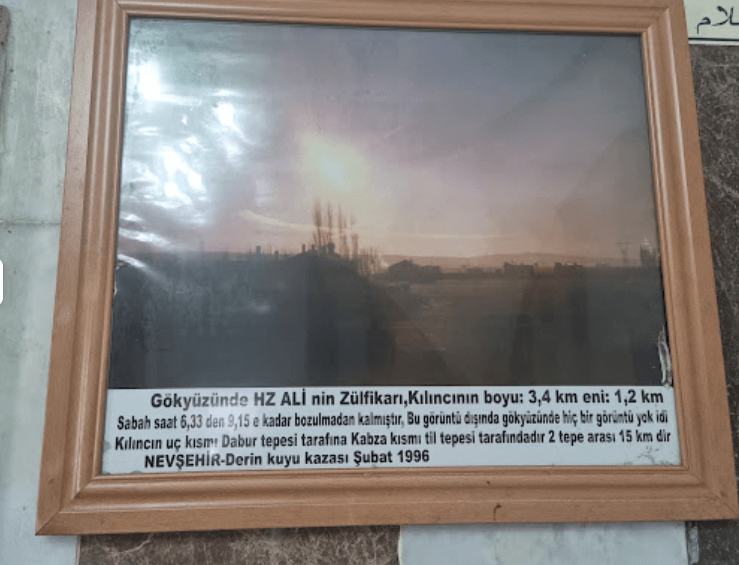 Gökyüzünde HZ ALİ nin Zülfikarı,Kılıncının boyu: 3,4 km eni: 1,2 km
Sabah saat 6,33 den 9,15 e kadar bozulmadan kalmıştır, Bu görüntü dışında gökyüzünde hiç bir görüntü yok idi
Kılıncın uç kısmı Dabur tepesi tarafına Kabza kısmı til tepesi tarafındadır 2 tepe arası 15 km dir
NEVŞEHİR-Derin kuyu kazası Şubat 1996